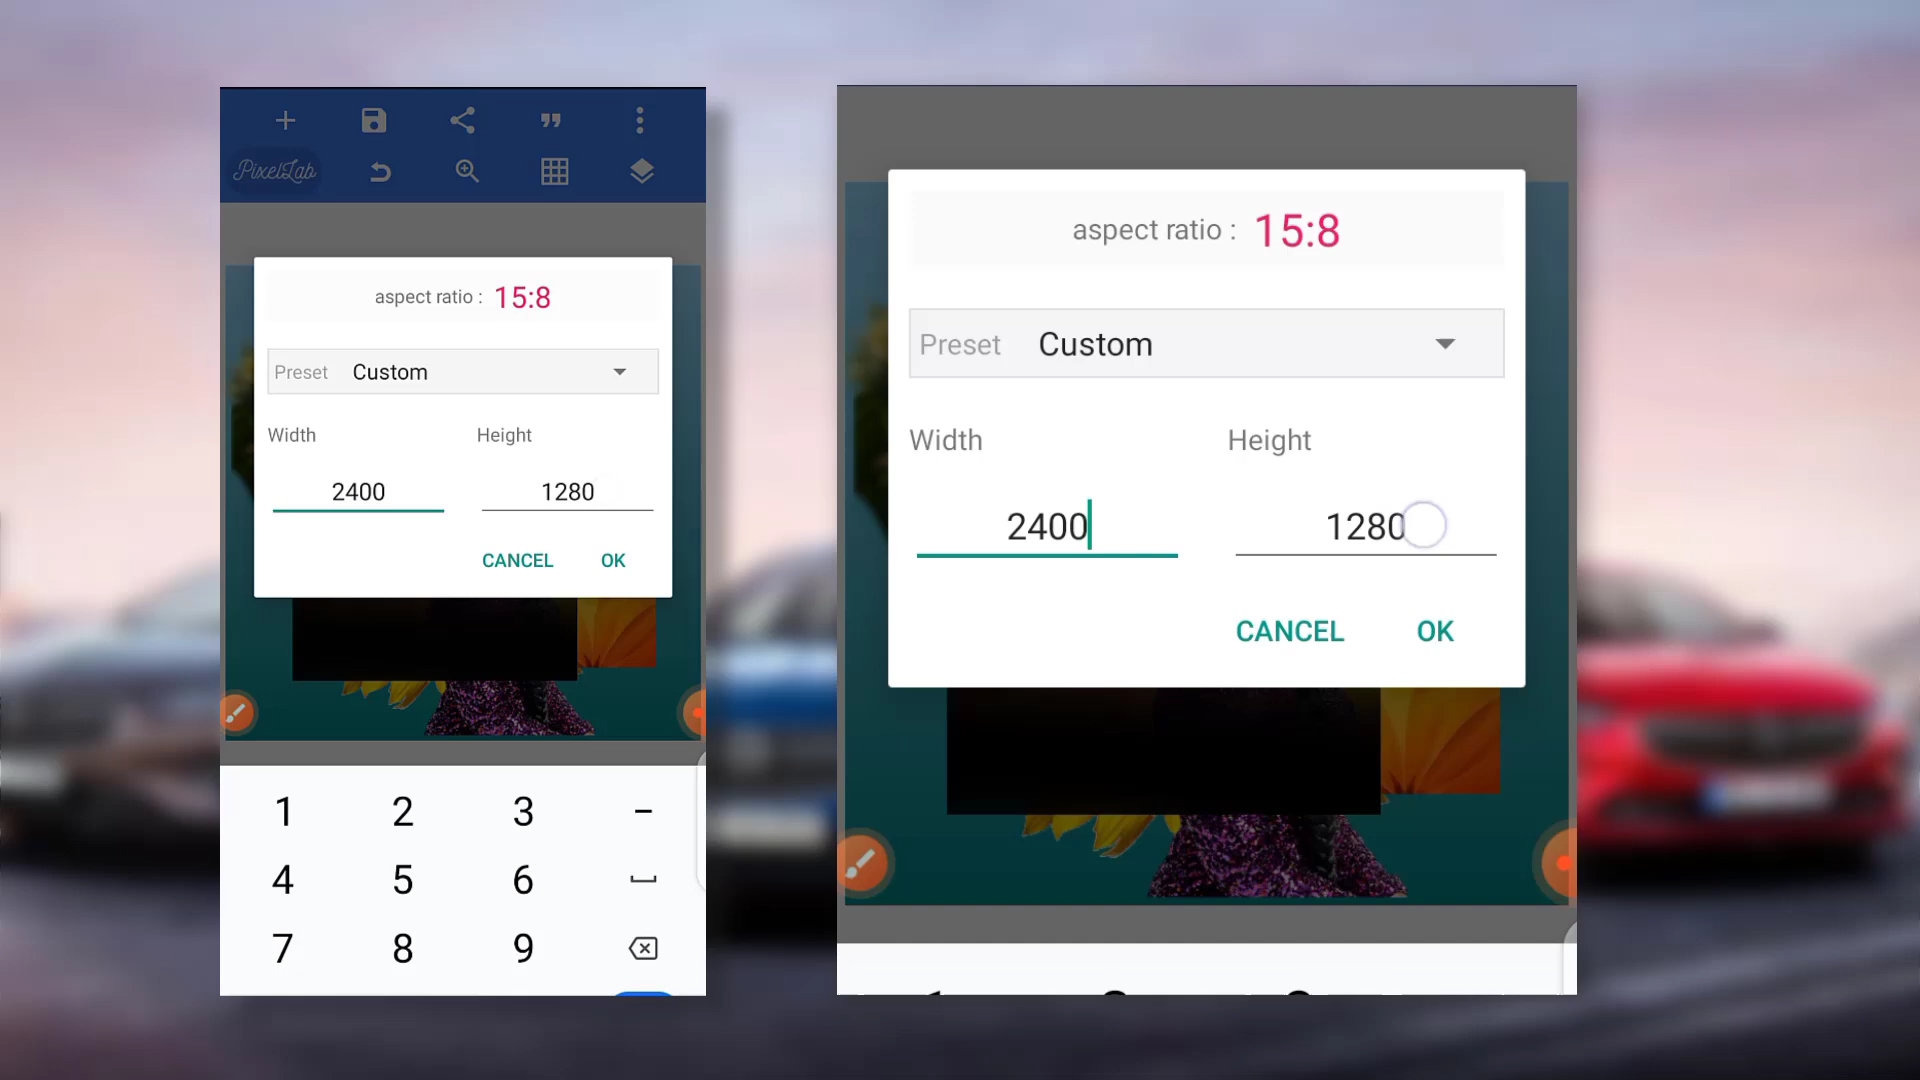 PixelLab
aspect ratio : 15:8
Preset Custom
Width Height
2400 1280
CANCEL OK
1 2 3 -
4 5 6
7 8 9
aspect ratio : 15:8
Preset Custom
Width Height
2400 1280
CANCEL OK